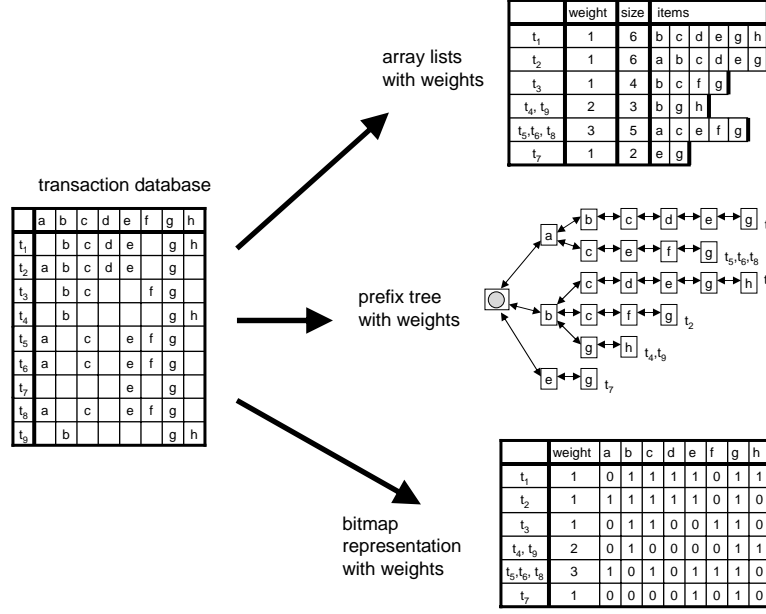 weight size items
t1 1 6 b c d e g h
t2 1 6 a b c d e g
t3 1 4 b c f g
t4, t9 2 3 b g h
t5,t6, t8 3 5 a c e f g
t7 1 2 e g
array lists
with weights
transaction database
a b c d e f g h
t1 b c d e g h
t2 a b c d e g
t3 b c f g
t4 b g h
t5 a c e f g
t6 a c e f g
t7 e g
t8 a c e f g
t9 b g h
prefix tree
with weights
b c d e g t
a
c e f g t5,t6,t8
c d e g h t
b c f g t2
g h t4,t9
e g t7
bitmap
representation
with weights
weight a b c d e f g h
t1 1 0 1 1 1 1 0 1 1
t2 1 1 1 1 1 1 0 1 0
t3 1 0 1 1 0 0 1 1 0
t4, t9 2 0 1 0 0 0 0 1 1
t5,t6, t8 3 1 0 1 0 1 1 1 0
t7 1 0 0 0 0 1 0 1 0